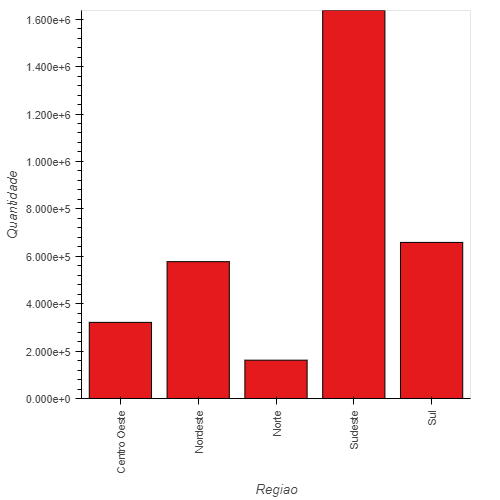 1.600e+6
1.400e+6
1.200e+6
1.000e+6
8.000e+5
6.000e+5
4.000e+5
2.000e+5
0.000e+0
Quantidade
Centro Oeste
Nordeste
Norte
Sudeste
Sul
Regiao